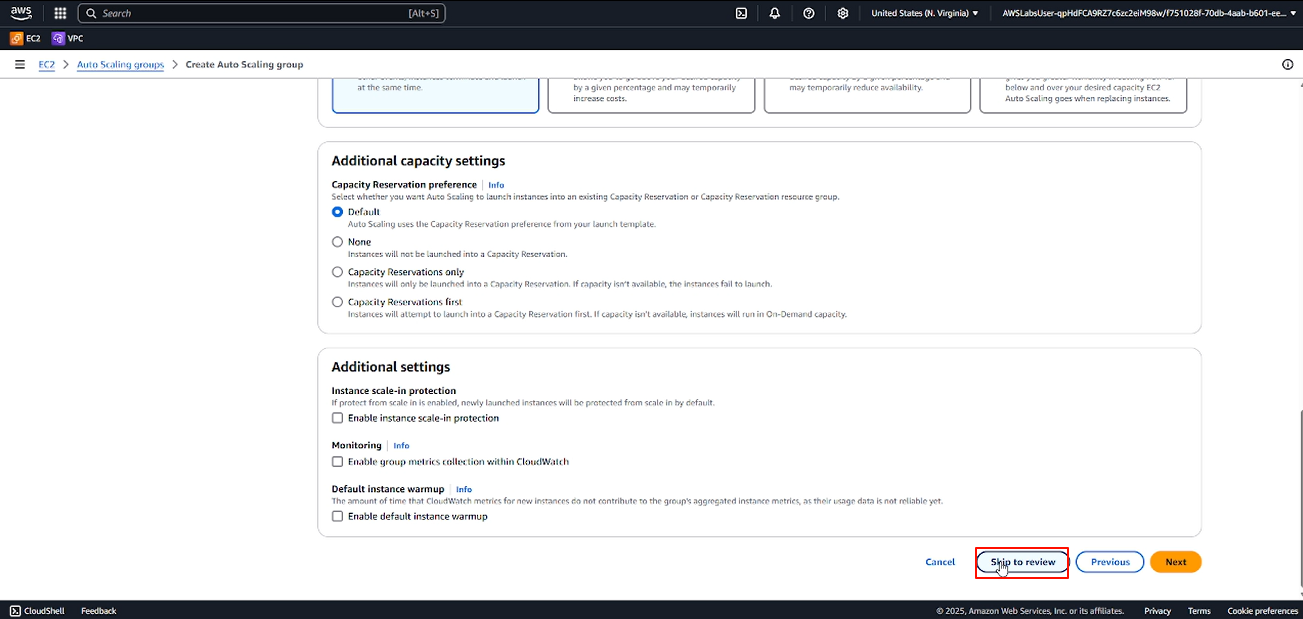 aws
Search [Alt+S]
United States (N. Virginia)
AWSLabsUser-qpHdFCA9RZ7c6zc2eiM98w/f751028f-70db-4aab-b601-ee...
EC2 VPC
EC2 > Auto Scaling groups > Create Auto Scaling group
at the same time.
by a given percentage and may temporarily
increase costs.
may temporarily reduce availability.
below and over your desired capacity EC2
Auto Scaling goes when replacing instances.
Additional capacity settings
Capacity Reservation preference Info
Select whether you want Auto Scaling to launch instances into an existing Capacity Reservation or Capacity Reservation resource group.
Default
Auto Scaling uses the Capacity Reservation preference from your launch template.
None
Instances will not be launched into a Capacity Reservation.
Capacity Reservations only
Instances will only be launched into a Capacity Reservation. If capacity isn't available, the instances fail to launch.
Capacity Reservations first
Instances will attempt to launch into a Capacity Reservation first. If capacity isn't available, instances will run in On-Demand capacity.
Additional settings
Instance scale-in protection
If protect from scale in is enabled, newly launched instances will be protected from scale in by default.
Enable instance scale-in protection
Monitoring Info
Enable group metrics collection within CloudWatch
Default instance warmup Info
The amount of time that CloudWatch metrics for new instances do not contribute to the group's aggregated instance metrics, as their usage data is not reliable yet.
Enable default instance warmup
Cancel Skip to review Previous Next
CloudShell Feedback © 2025, Amazon Web Services, Inc. or its affiliates. Privacy Terms Cookie preferences